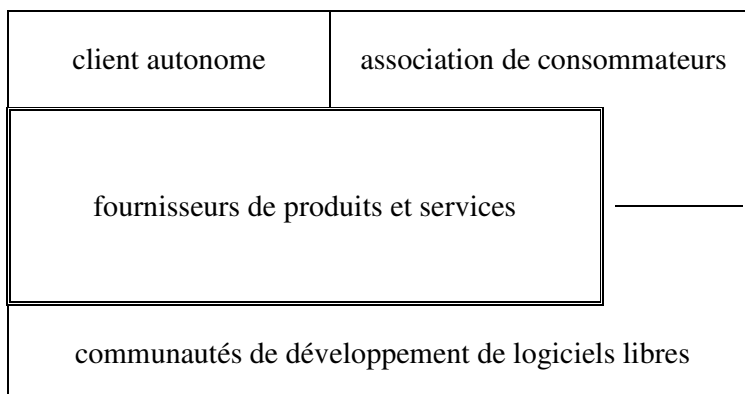 client autonome
association de consommateurs
fournisseurs de produits et services
communautés de développement de logiciels libres